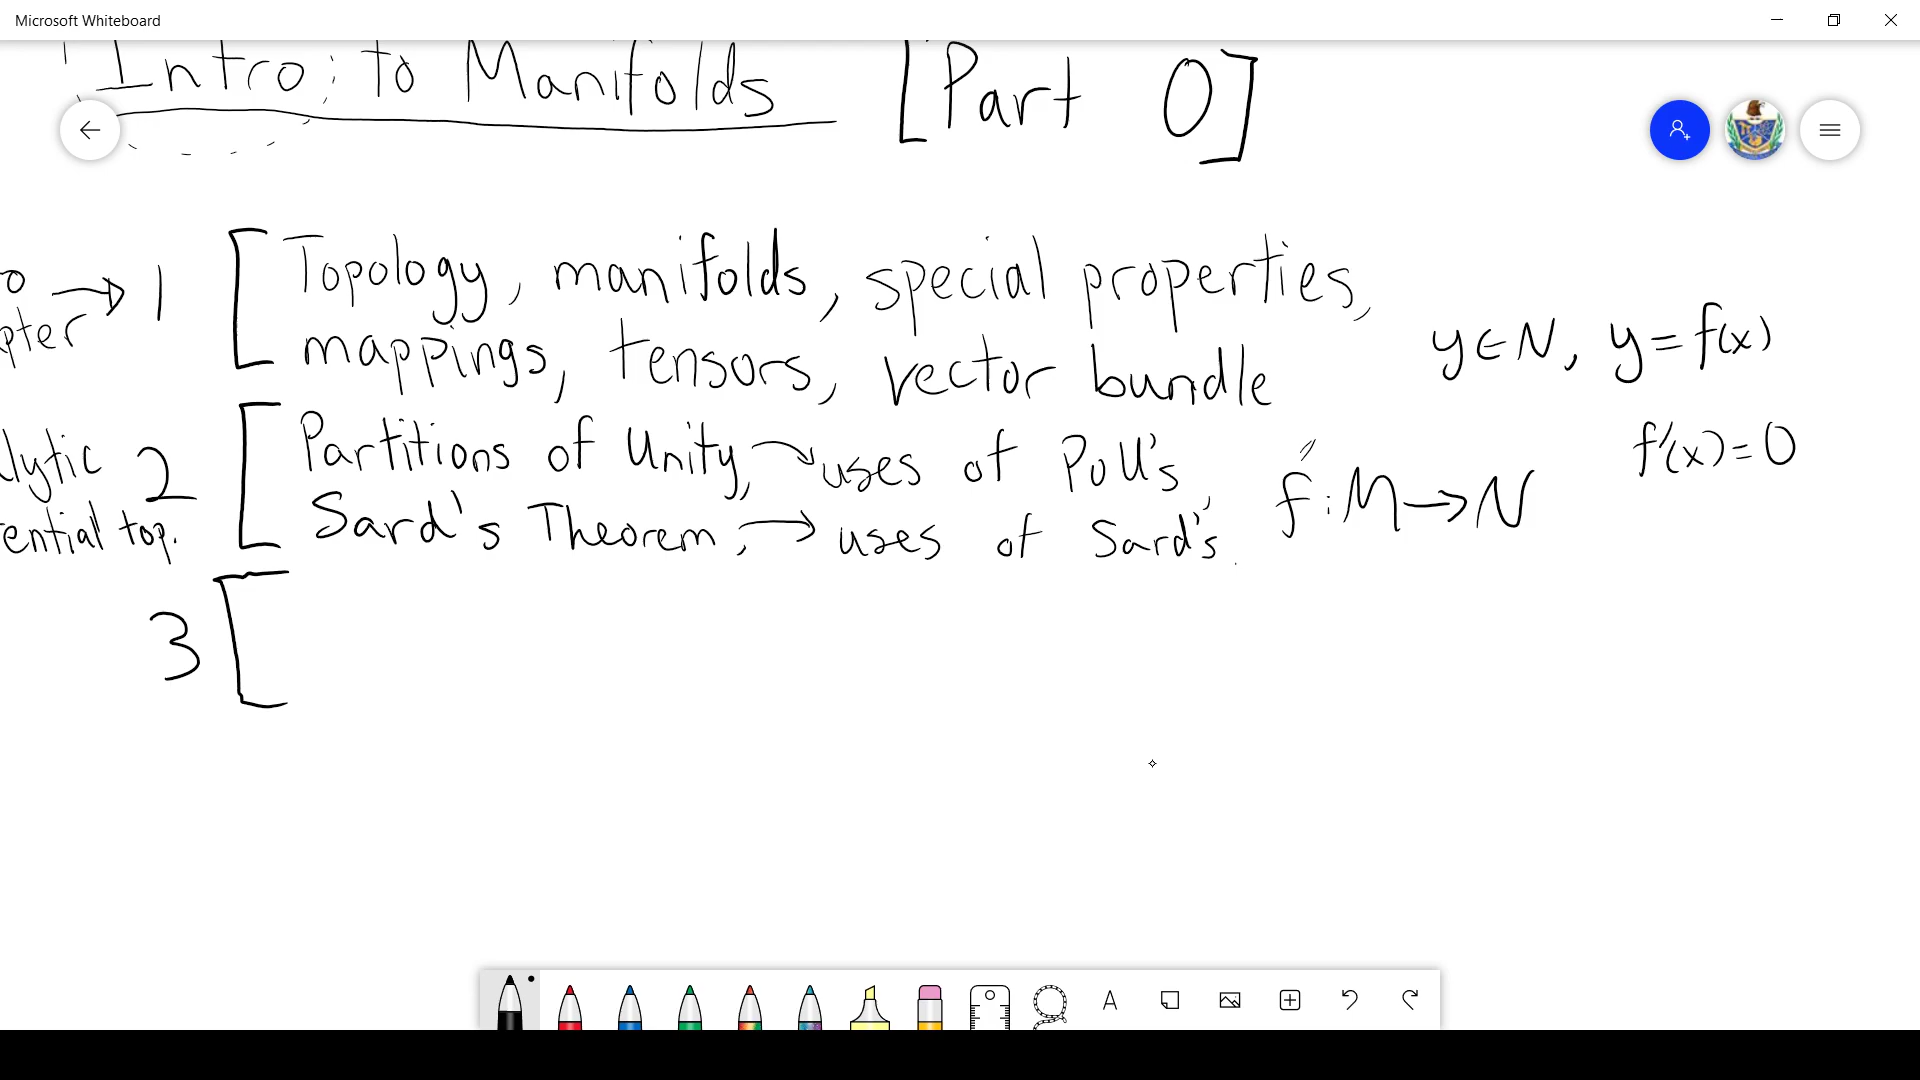 Microsoft Whiteboard
Intro: to Manifolds [Part 0]
1 [Topology, manifolds, special properties,
mappings, tensors, vector bundle
y∈N, y=f(x)
f'(x)=0
2 [Partitions of Unity, → uses of PoU's,
Sard's Theorem, → uses of Sard's.
f:M→N
ential top.
3 [
A